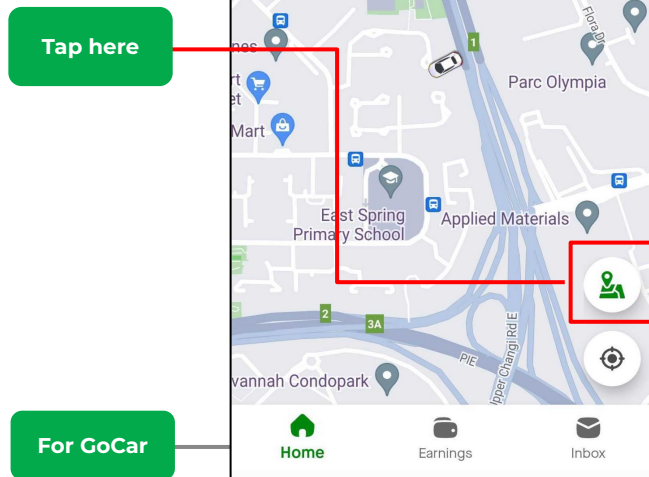 Tap here
Flora Dr
1
nes
rt
et
Mart
Parc Olympia
East Spring
Primary School
Applied Materials
2
3A
PIE
Upper Changi Rd E
vannah Condopark
For GoCar
Home
Earnings
Inbox